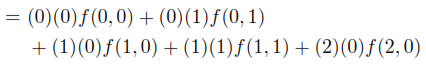 = (0)(0)f(0, 0) + (0)(1)f(0, 1)
+ (1)(0)f(1, 0) + (1)(1)f(1, 1) + (2)(0)f(2, 0)